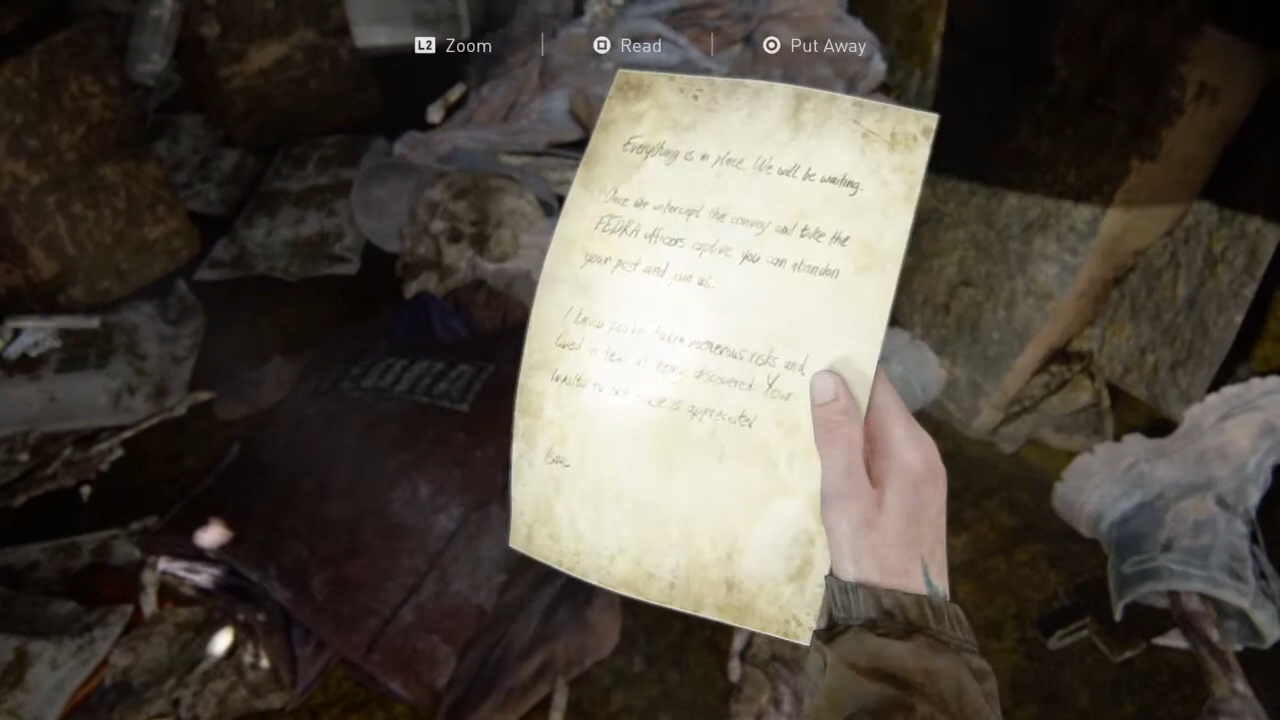 L2 Zoom | Read | Put Away
Everything is in place. We will be waiting.
Once we intercept the convoy and take the
FEDRA officers captive you can abandon
your post and join us.
I know you've taken numerous risks and
lived in fear of being discovered. Your
loyalty to our cause is appreciated
FEDRA